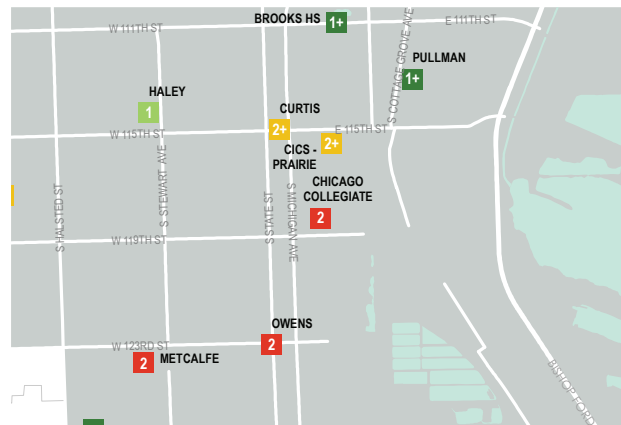 BROOKS HS
1+
E 111TH ST
W 111TH ST
S COTTAGE GROVE AVE
PULLMAN
1+
HALEY
1
CURTIS
2+
E 115TH ST
W 115TH ST
2+
CICS -
PRAIRIE
CHICAGO
COLLEGIATE
2
S HALSTED ST
S STEWART AVE
S STATE ST
S MICHIGAN AVE
W 119TH ST
OWENS
2
W 123RD ST
METCALFE
2
BISHOP FORD